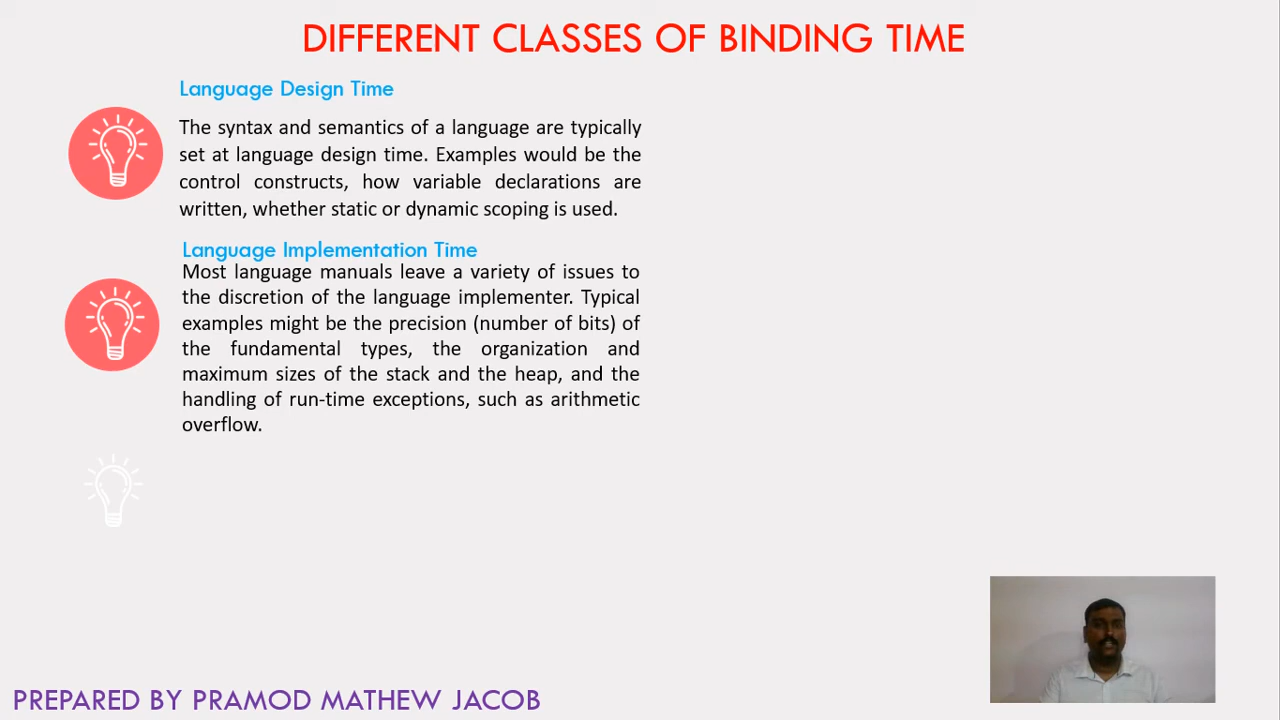 DIFFERENT CLASSES OF BINDING TIME
Language Design Time
The syntax and semantics of a language are typically
set at language design time. Examples would be the
control constructs, how variable declarations are
written, whether static or dynamic scoping is used.
Language Implementation Time
Most language manuals leave a variety of issues to
the discretion of the language implementer. Typical
examples might be the precision (number of bits) of
the fundamental types, the organization and
maximum sizes of the stack and the heap, and the
handling of run-time exceptions, such as arithmetic
overflow.
PREPARED BY PRAMOD MATHEW JACOB